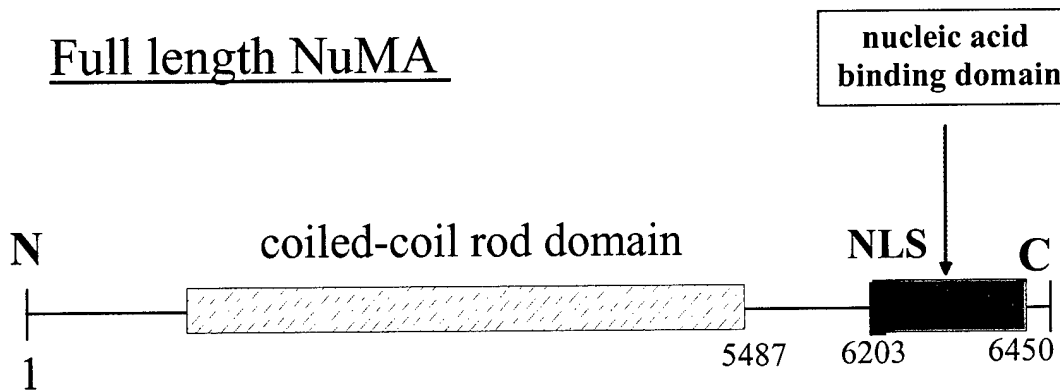 Full length NuMA
nucleic acid
binding domain
N
coiled-coil rod domain
NLS
C
1
5487
6203
6450